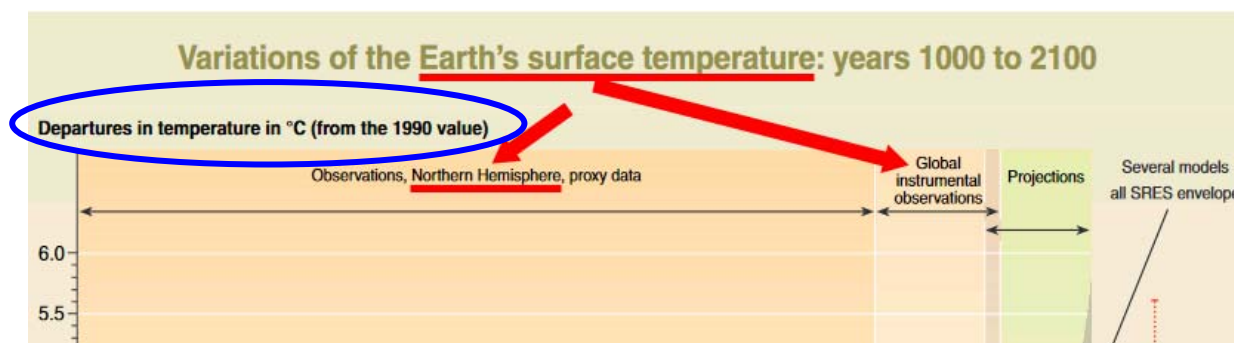 Variations of the Earth's surface temperature: years 1000 to 2100
Departures in temperature in °C (from the 1990 value)
Observations, Northern Hemisphere, proxy data
Global
instrumental
observations
Projections
Several models
all SRES envelope
6.0
5.5